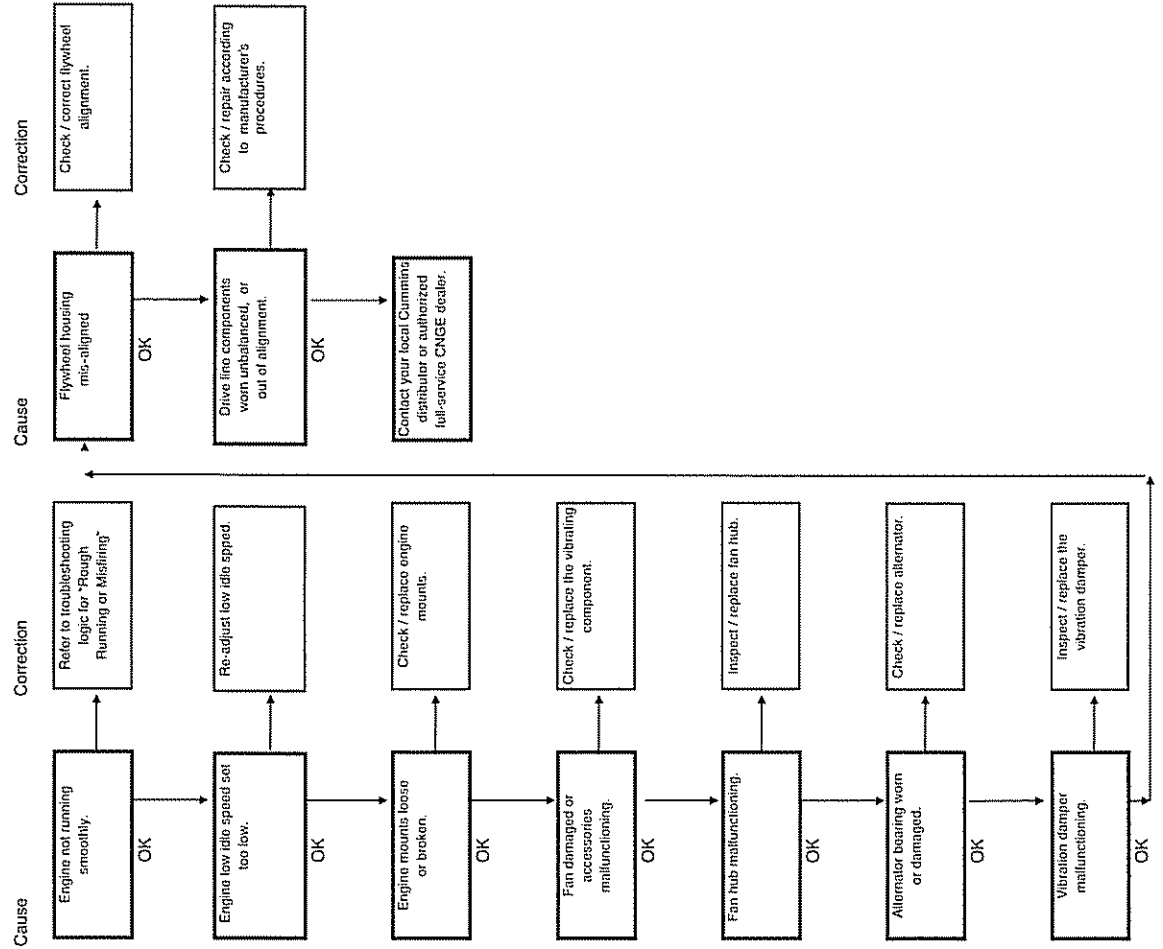 Cause
Correction
Engine not running
smoothly.
Refer to troubleshooting
logic for "Rough
Running or Misfiring"
OK
Engine low idle speed set
too low.
Re-adjust low idle spped.
OK
Engine mounts loose
or broken.
Check / replace engine
mounts.
OK
Fan damaged or
accessories
malfunctioning.
Check / replace the vibrating
component.
OK
Fan hub malfunctioning.
Inspect / replace fan hub.
OK
Alternator bearing worn
or damaged.
Check / replace alternator.
OK
Vibration damper
malfunctioning.
Inspect / replace the
vibration damper.
OK
Cause
Correction
Flywheel housing
mis-aligned
Check / correct flywheel
alignment.
OK
Drive line components
worn unbalanced, or
out of alignment.
Check / repair according
to manufacturer's
procedures.
OK
Contact your local Cummins
distributor or authorized
full-service CNGE dealer.